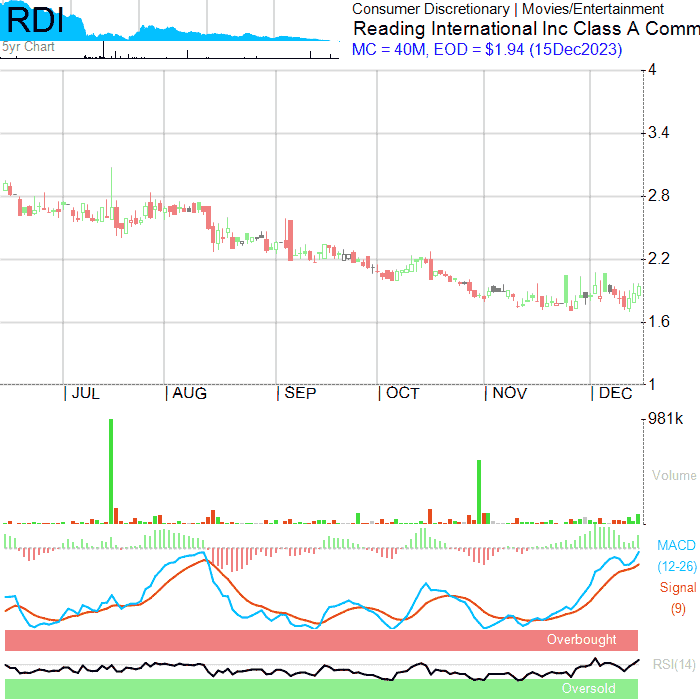 RDI
5yr Chart
Consumer Discretionary | Movies/Entertainment
Reading International Inc Class A Comm
MC = 40M, EOD = $1.94 (15Dec2023)
4
3.4
2.8
2.2
1.6
1
JUL AUG SEP OCT NOV DEC
981k
Volume
MACD
(12-26)
Signal
(9)
Overbought
RSI(14)
Oversold